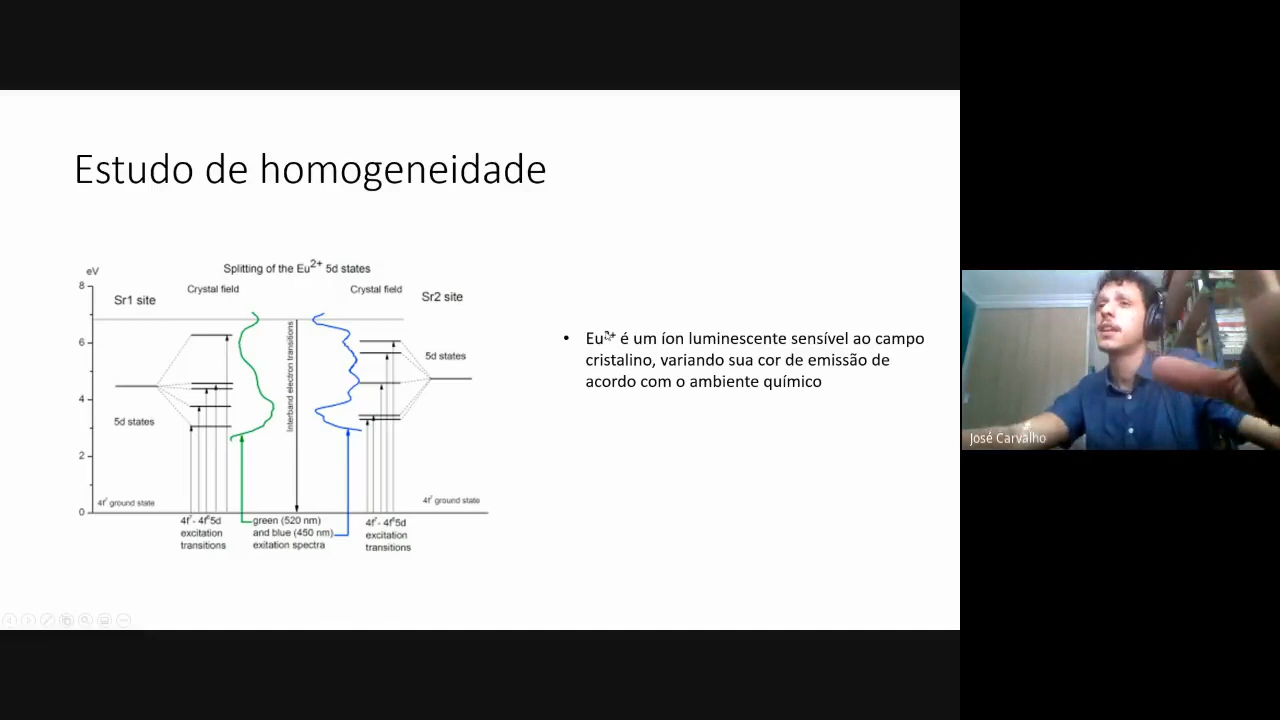 Estudo de homogeneidade
Splitting of the Eu2+ 5d states
eV
Crystal field
Crystal field
Sr1 site
Sr2 site
8
6
4
2
0
Interband electron transitions
5d states
5d states
4f7 ground state
4f7 ground state
4f7- 4f65d
excitation
transitions
green (520 nm)
and blue (450 nm)
exitation spectra
4f7- 4f65d
excitation
transitions
• Eu2+ é um íon luminescente sensível ao campo
cristalino, variando sua cor de emissão de
acordo com o ambiente químico
José Carvalho